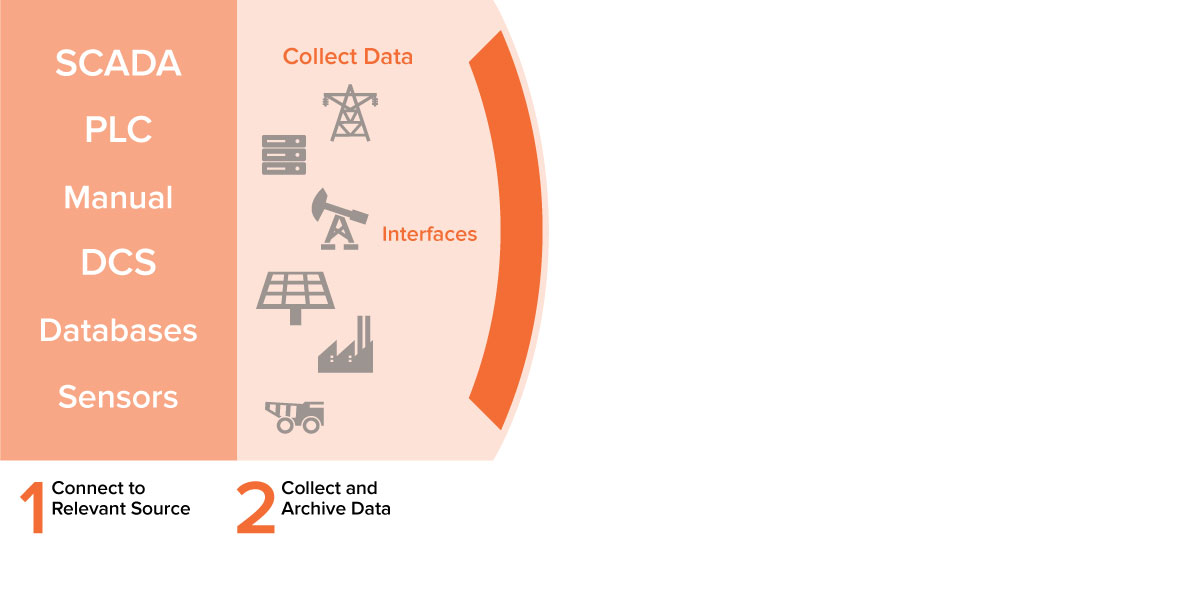 SCADA
PLC
Manual
DCS
Databases
Sensors
Collect Data
Interfaces
1 Connect to
Relevant Source
2 Collect and
Archive Data